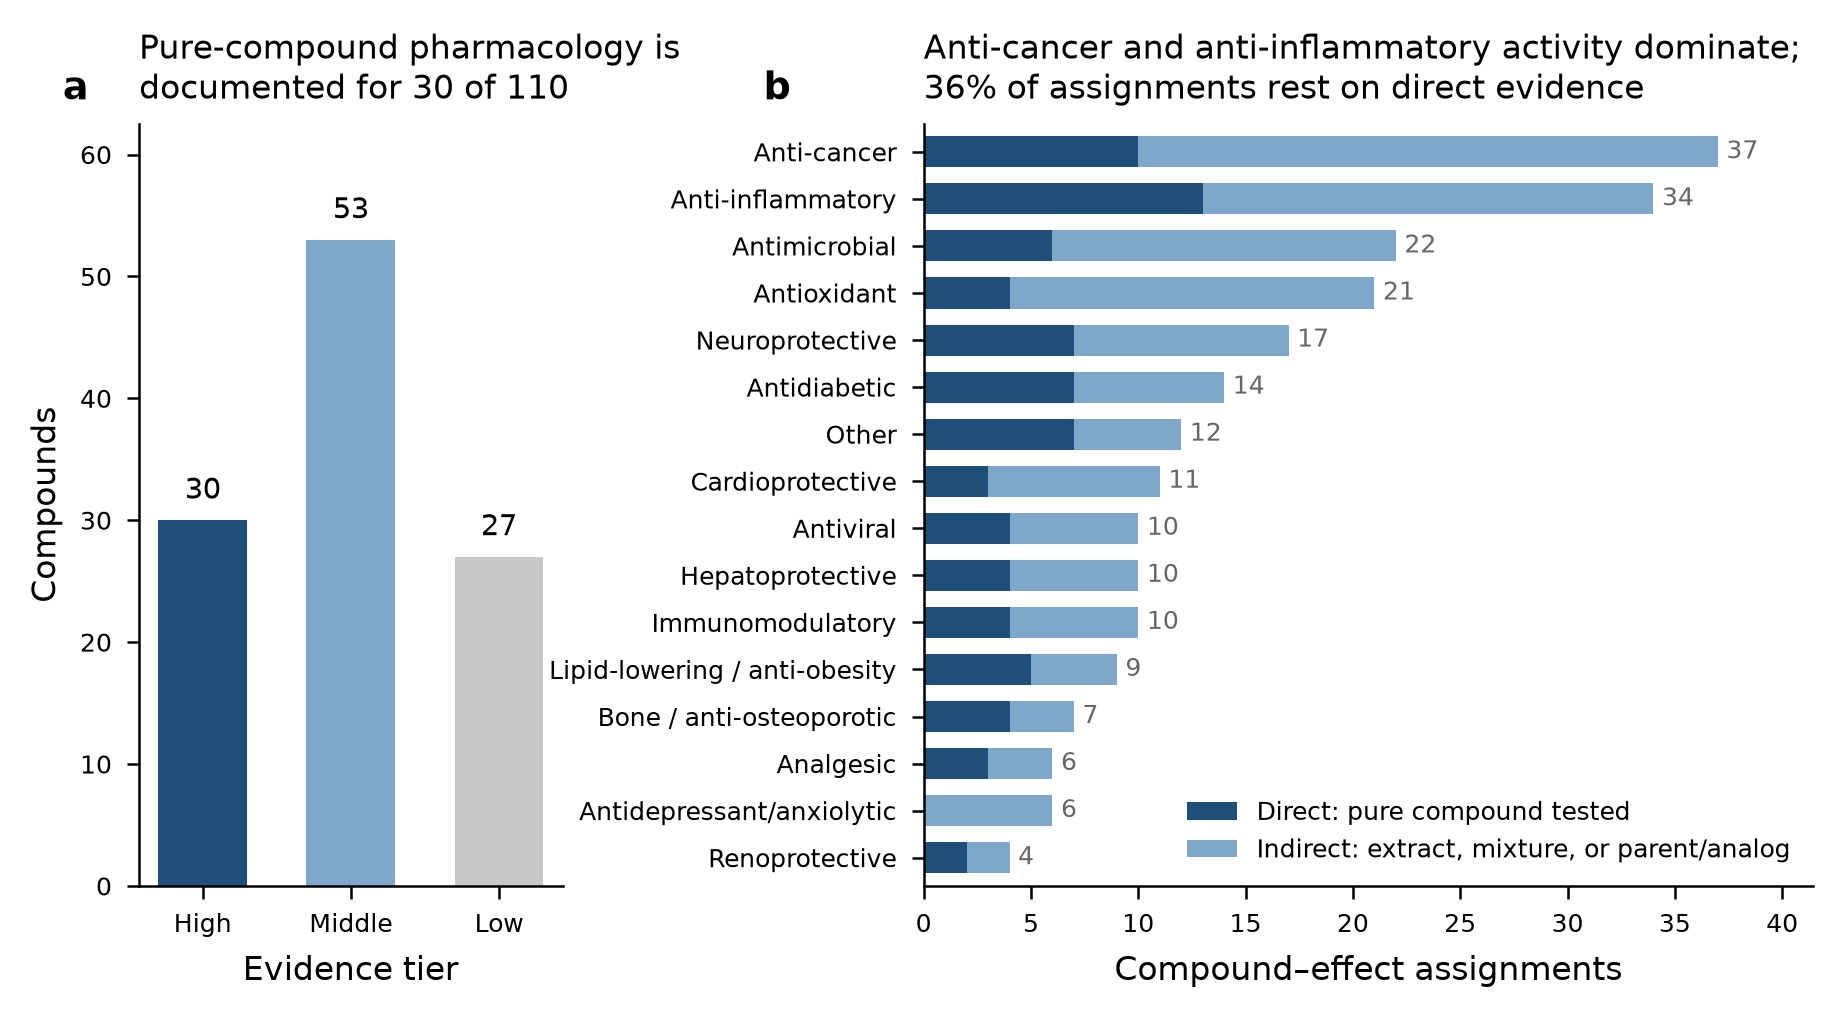 a
Pure-compound pharmacology is
documented for 30 of 110
Compounds
60
50
40
30
20
10
0
30
53
27
High
Middle
Low
Evidence tier
b
Anti-cancer and anti-inflammatory activity dominate;
36% of assignments rest on direct evidence
Anti-cancer 37
Anti-inflammatory 34
Antimicrobial 22
Antioxidant 21
Neuroprotective 17
Antidiabetic 14
Other 12
Cardioprotective 11
Antiviral 10
Hepatoprotective 10
Immunomodulatory 10
Lipid-lowering / anti-obesity 9
Bone / anti-osteoporotic 7
Analgesic 6
Antidepressant/anxiolytic 6
Renoprotective 4
Direct: pure compound tested
Indirect: extract, mixture, or parent/analog
0 5 10 15 20 25 30 35 40
Compound–effect assignments